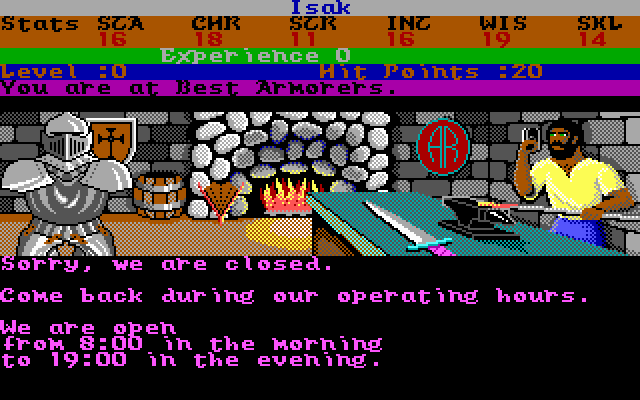 Isak
Stats STA CHR STR INT WIS SKL
16 18 11 16 19 14
Experience 0
Level :0 Hit Points :20
You are at Best Armorers.
AR
Sorry, we are closed.
Come back during our operating hours.
We are open
from 8:00 in the morning
to 19:00 in the evening.